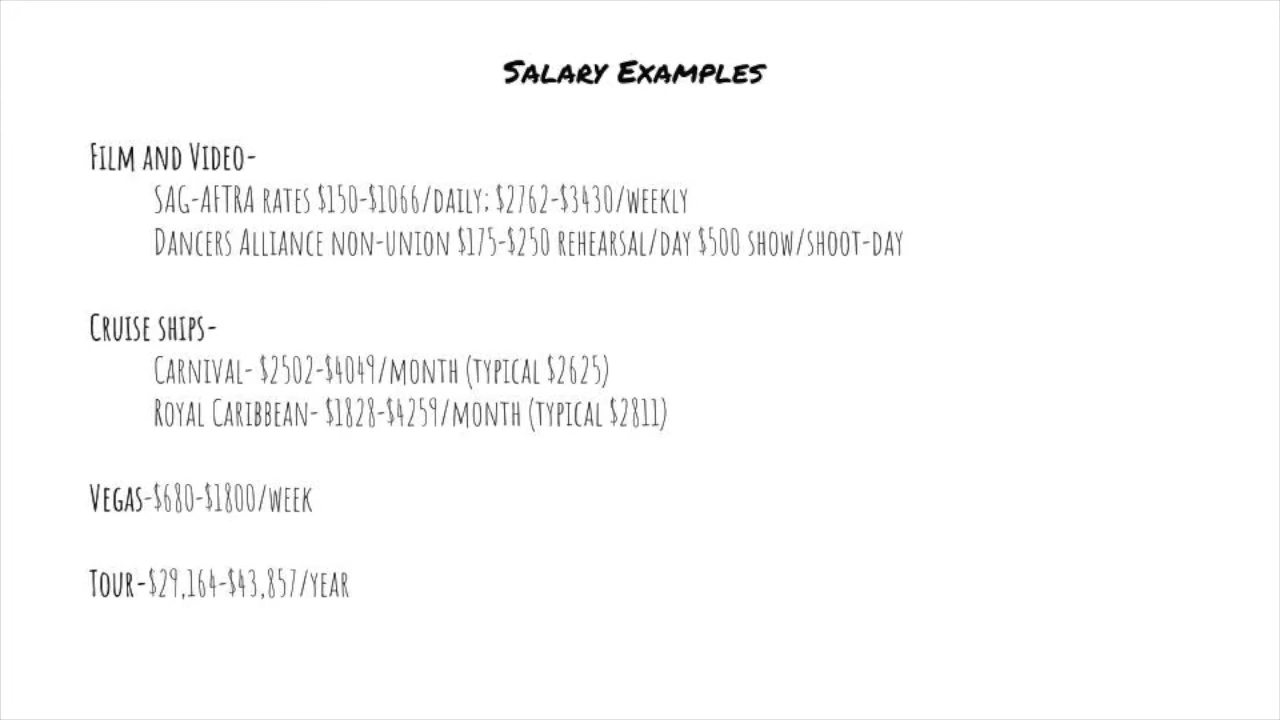 Salary Examples
Film and Video-
SAG-AFTRA rates $150-$1066/daily; $2762-$3430/weekly
Dancers Alliance non-union $175-$250 rehearsal/day $500 show/shoot-day
Cruise ships-
Carnival- $2502-$4049/month (typical $2625)
Royal Caribbean- $1828-$4259/month (typical $2811)
Vegas-$680-$1800/week
Tour-$29,164-$43,857/year